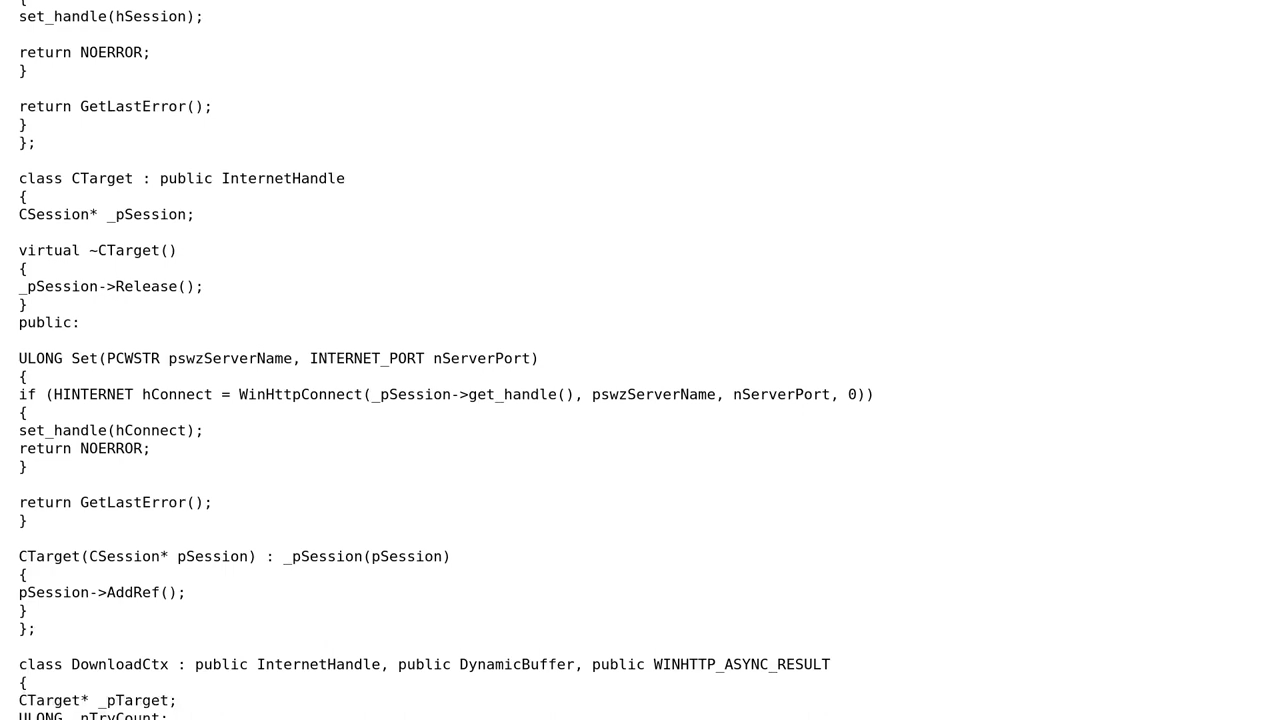 {
set_handle(hSession);
return NOERROR;
}
return GetLastError();
}
};
class CTarget : public InternetHandle
{
CSession* _pSession;
virtual ~CTarget()
{
_pSession->Release();
}
public:
ULONG Set(PCWSTR pswzServerName, INTERNET_PORT nServerPort)
{
if (HINTERNET hConnect = WinHttpConnect(_pSession->get_handle(), pswzServerName, nServerPort, 0))
{
set_handle(hConnect);
return NOERROR;
}
return GetLastError();
}
CTarget(CSession* pSession) : _pSession(pSession)
{
pSession->AddRef();
}
};
class DownloadCtx : public InternetHandle, public DynamicBuffer, public WINHTTP_ASYNC_RESULT
{
CTarget* _pTarget;
ULONG _nTryCount;